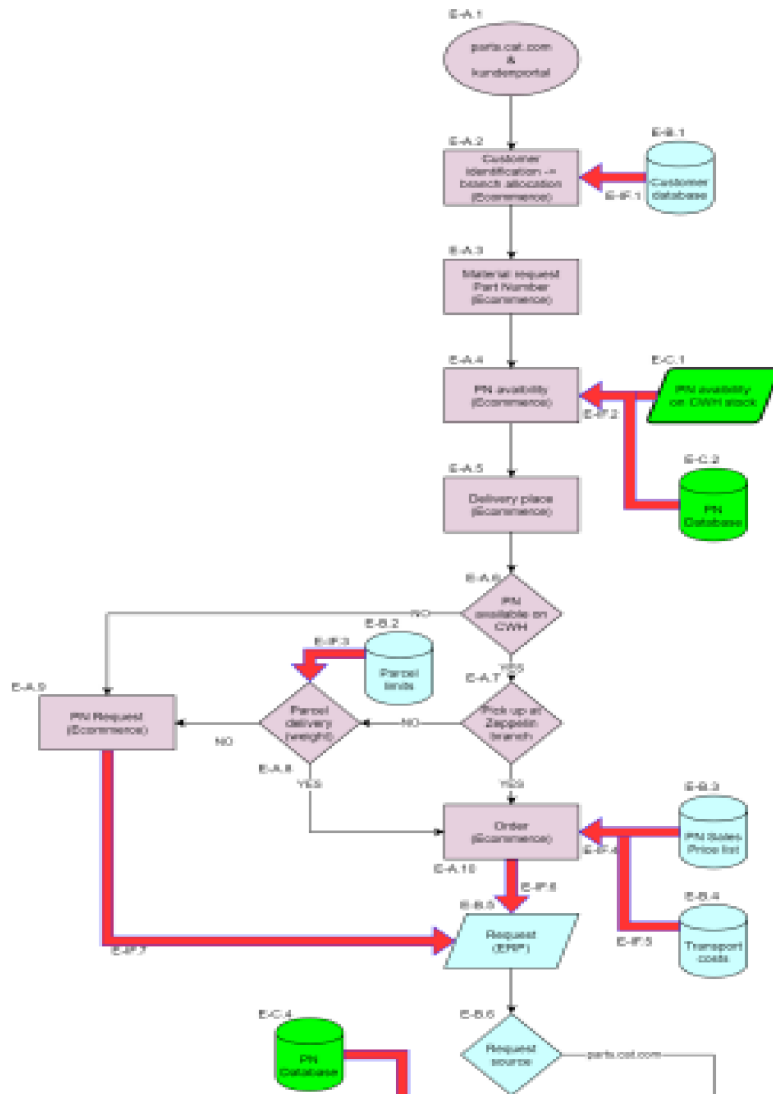 E-A.1
parts.cat.com
&
kundenportal
E-A.2
Customer
identification ->
branch allocation
(Ecommerce)
E-B.1
Customer
database
E-IF.1
E-A.3
Material request
Part Number
(Ecommerce)
E-A.4
PN avaibility
(Ecommerce)
E-C.1
PN avaibility
on CWH stock
E-IF.2
E-A.5
Delivery place
(Ecommerce)
E-C.2
PN
Database
E-A.6
PN
available on
CWH
NO
YES
E-B.2
Parcel
limits
E-IF.3
E-A.7
Pick up at
Zeppelin
branch
NO
YES
E-A.9
PN Request
(Ecommerce)
Parcel
delivery
(weight)
NO
E-A.8
YES
Order
(Ecommerce)
E-A.10
E-B.3
PN Sales
Price list
E-IF.4
E-IF.6
E-B.4
Transport
costs
E-IF.5
E-B.5
Request
(ERP)
E-IF.7
E-C.4
PN
Database
E-B.6
Request
source
parts.cat.com